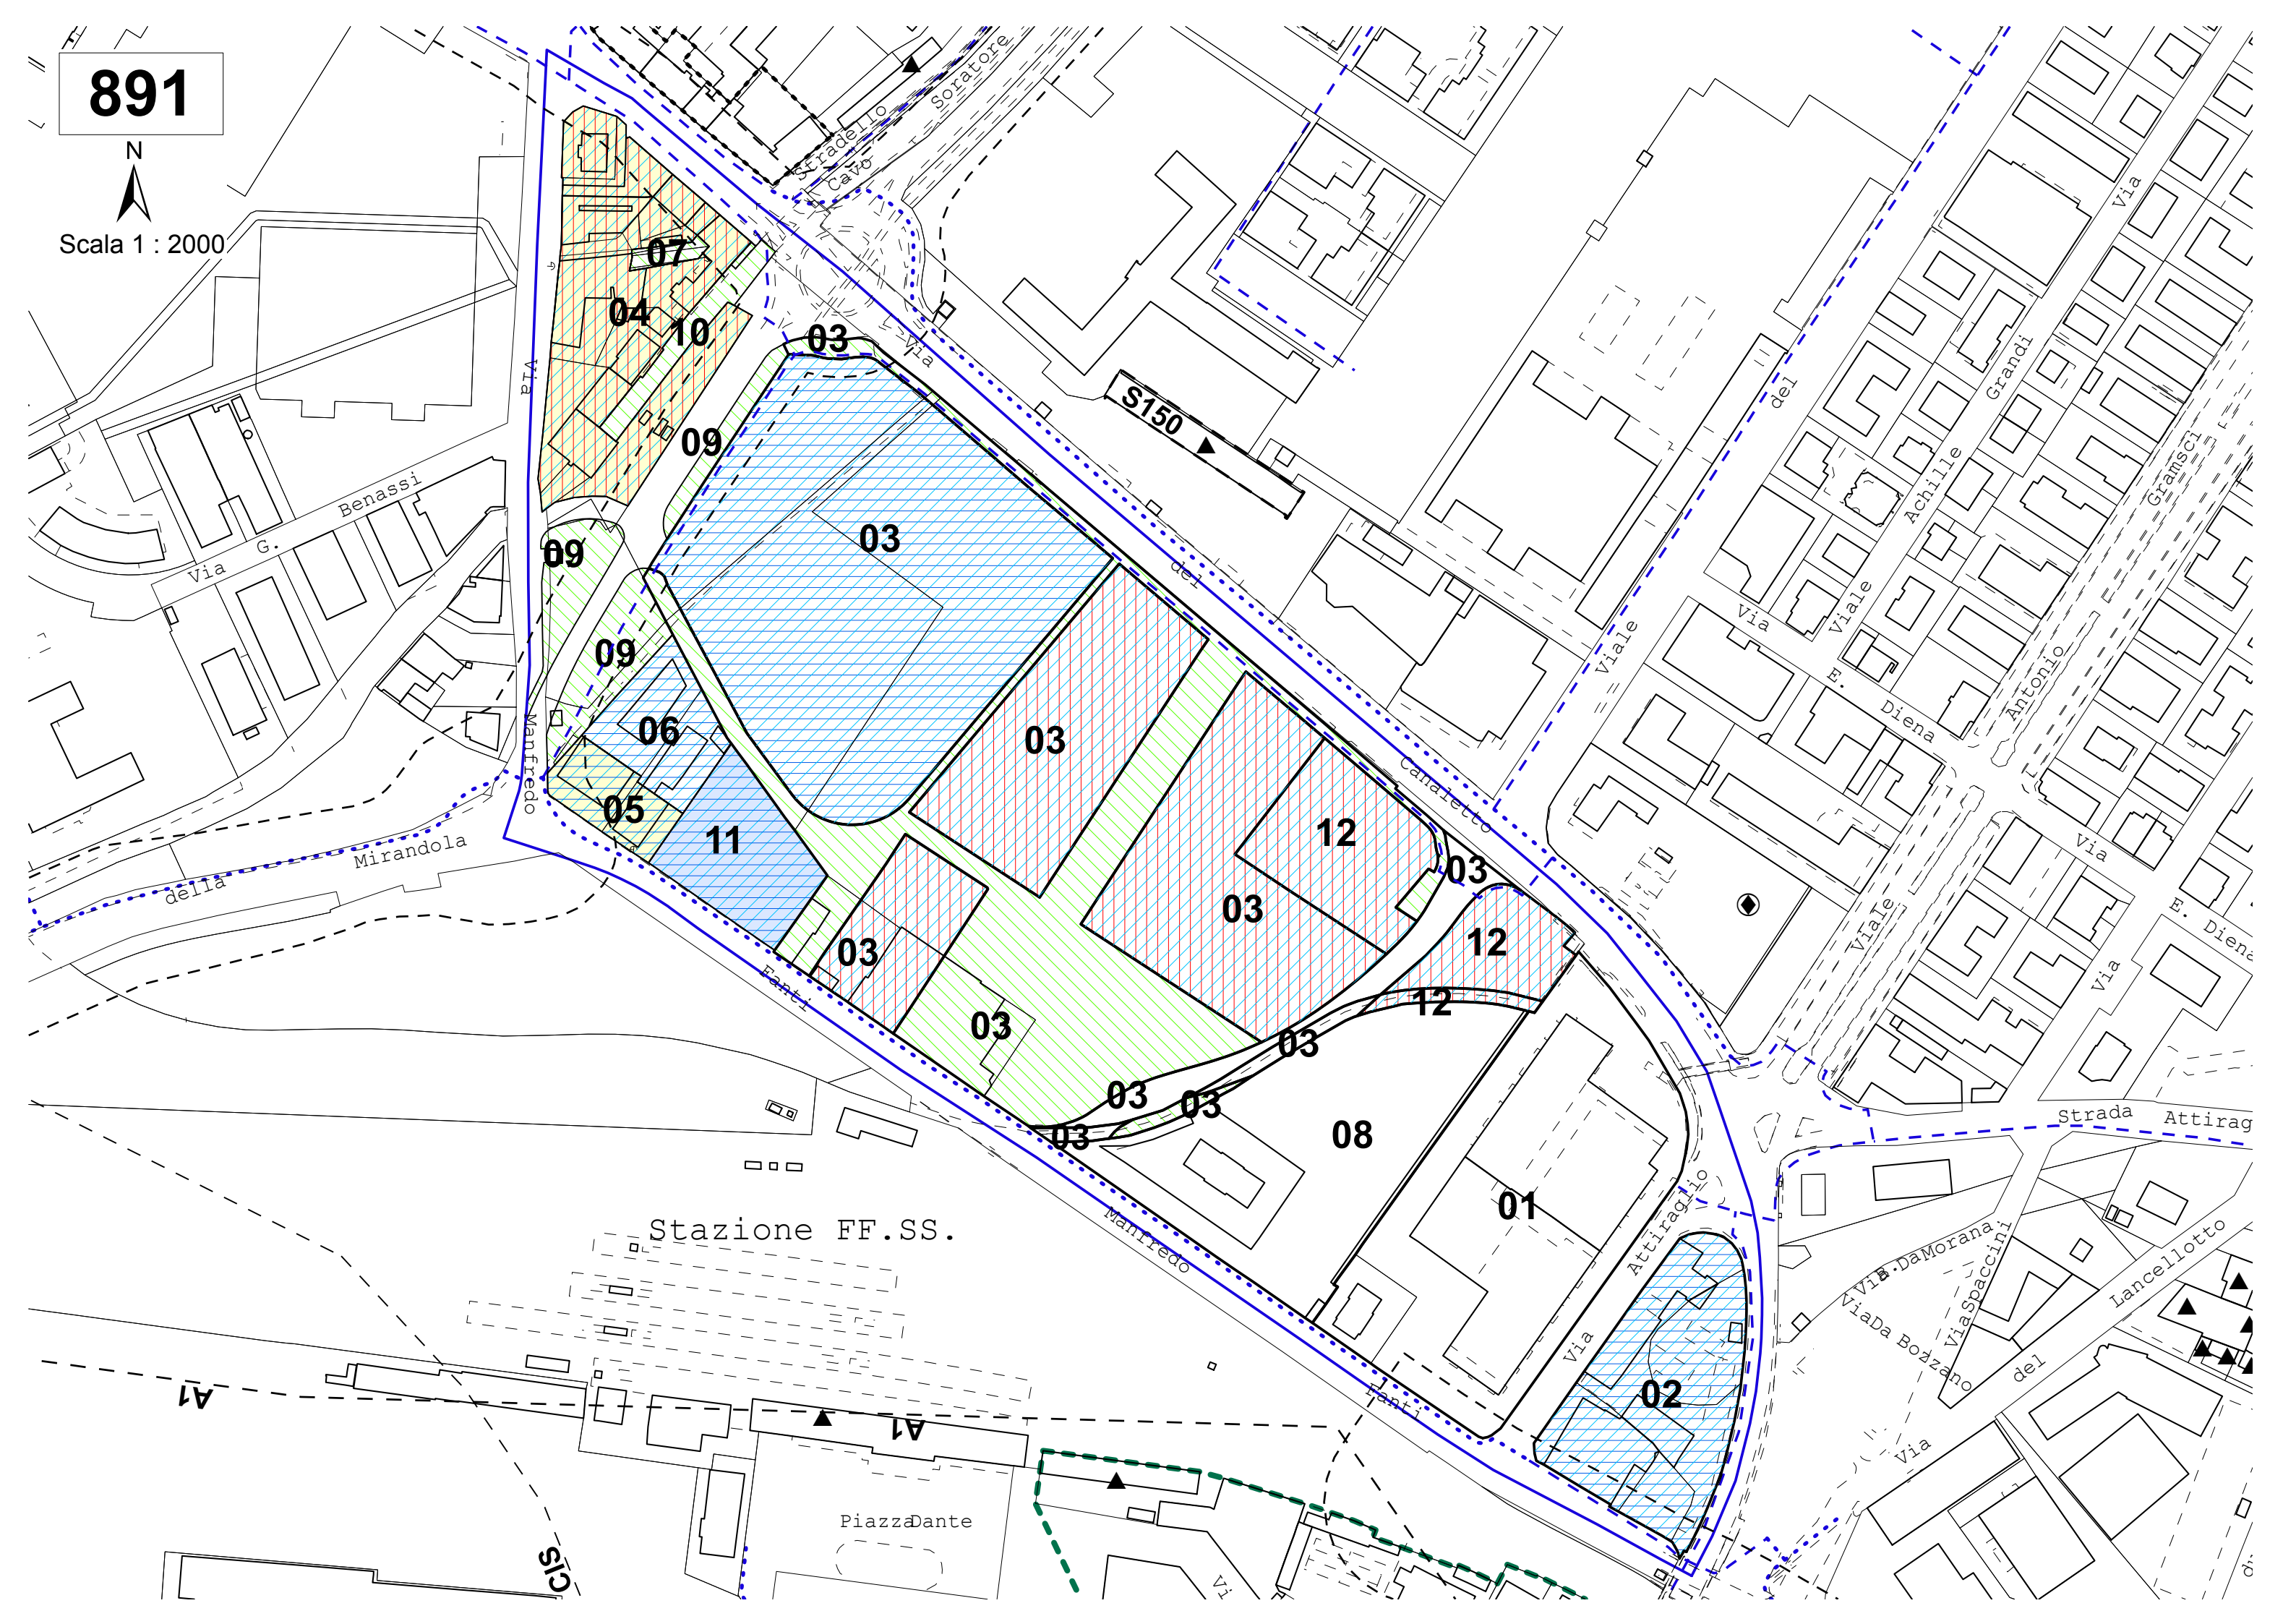 891
N
Scala 1 : 2000
Stradello
Soratore
Cavo
07
04
10
03
Via
Via
Via
S150
09
del
Grandi
Gramsci
G. Benassi
Via
09
03
del
Achille
Viale
Via
E.
Diena
Antonio
09
Viale
06
03
Manfredo
Canaletto
05
11
12
03
Via
Mirandola
della
03
12
Viale
E. Diena
Via
03
Fanti
03
12
03
03
03
03
08
Strada Attirag
01
Manfredo
Attiraglio
Stazione FF.SS.
Via
B. Da Morana
Via Spaccini
Lancellotto
Via Da Bozzano
Via
del
02
A1
A1
Fanti
Via
Piazza Dante
CIS
Vi